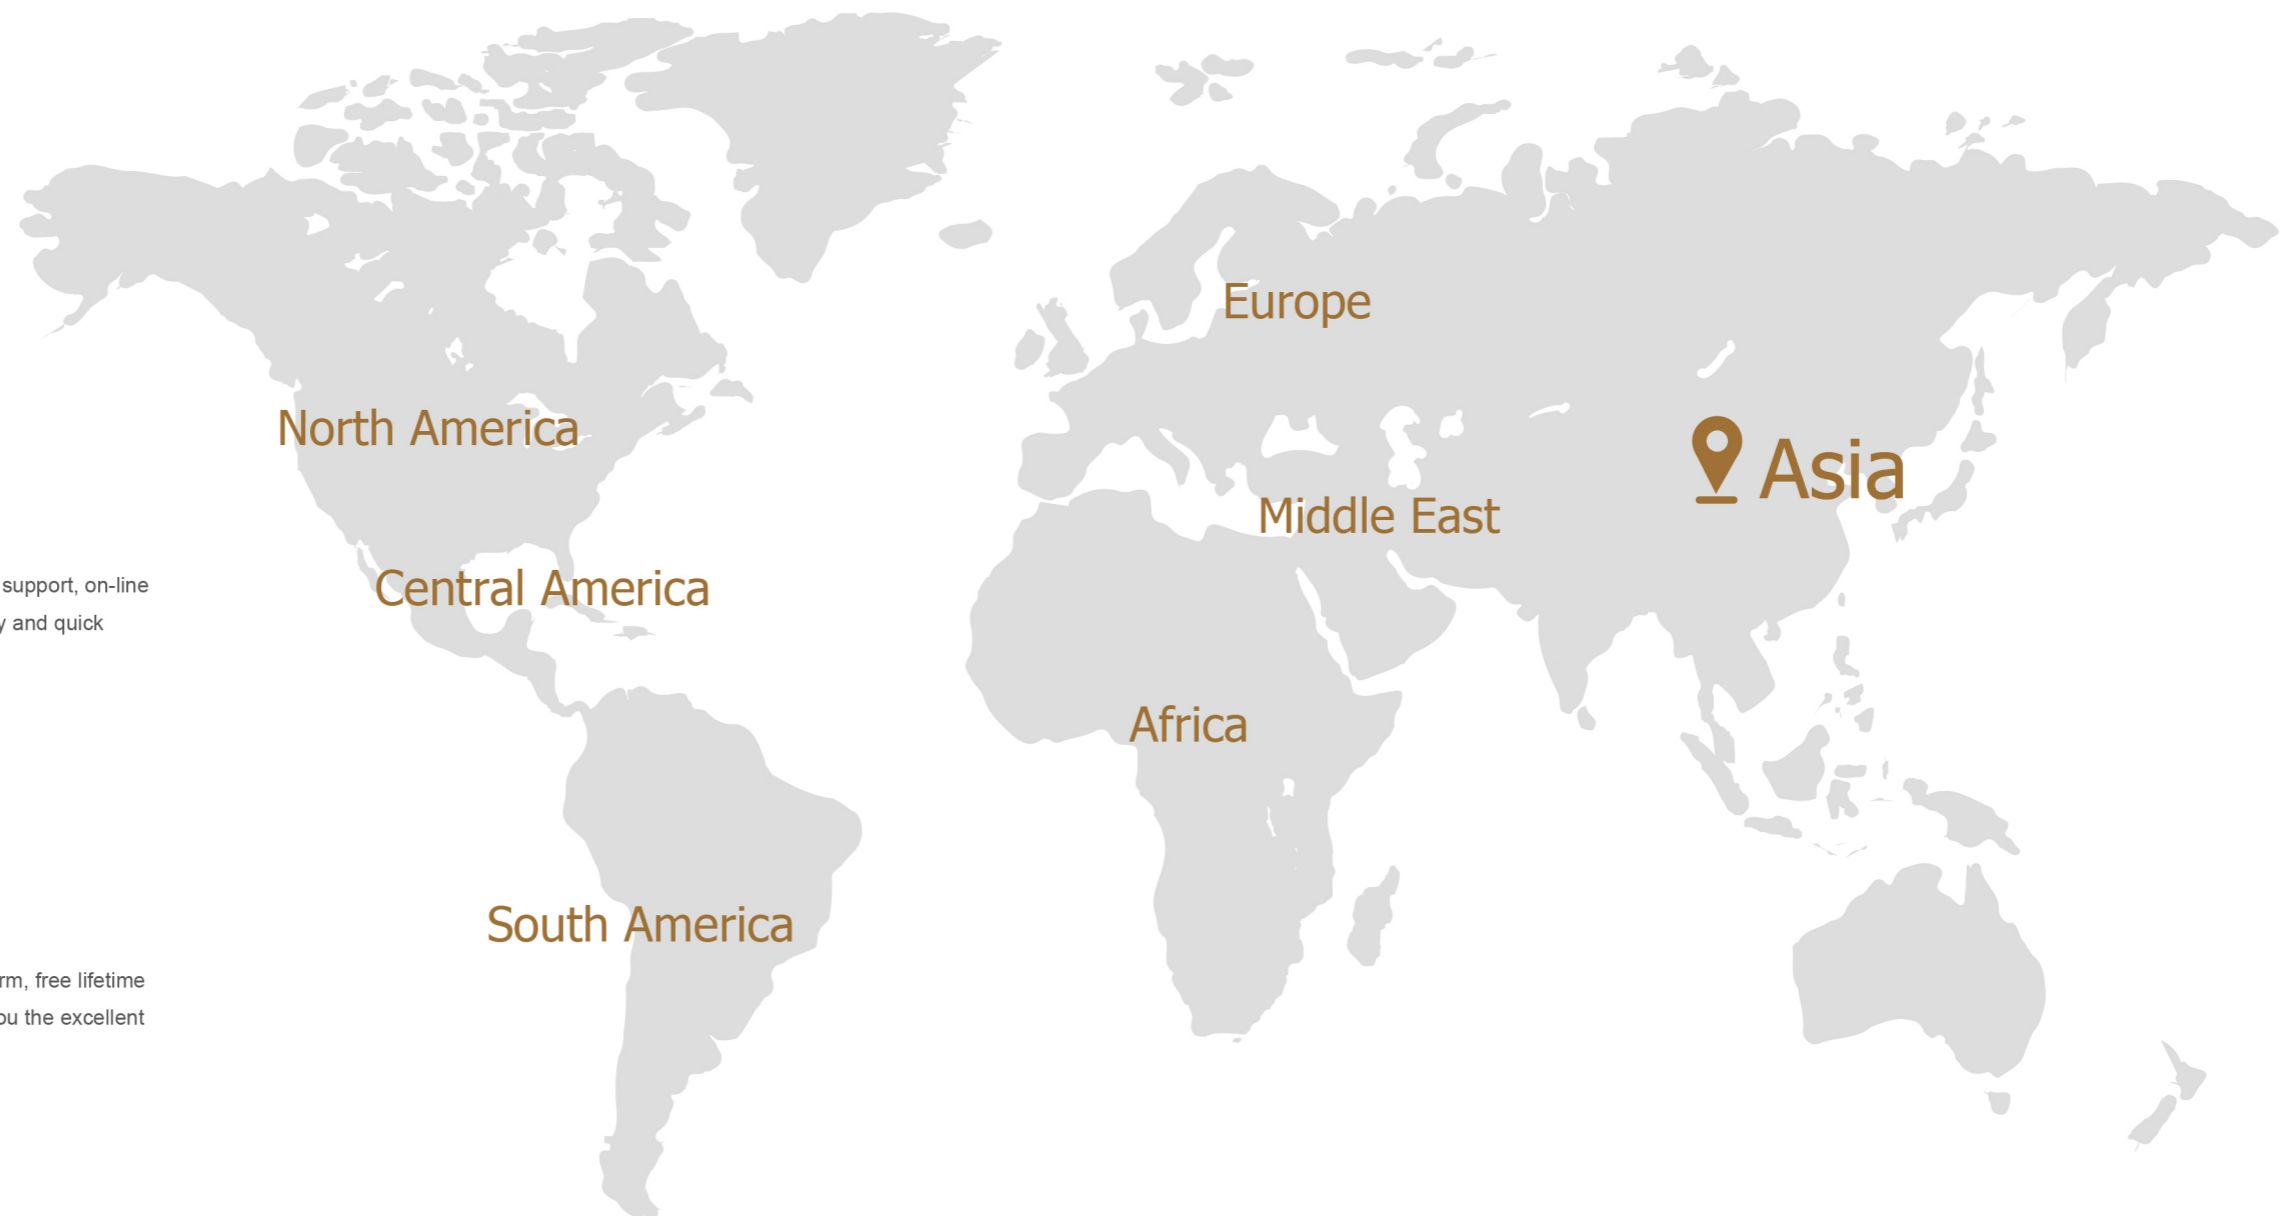 Europe
North America
Asia
Middle East
support, on-line
Central America
and quick
Africa
South America
free lifetime
the excellent